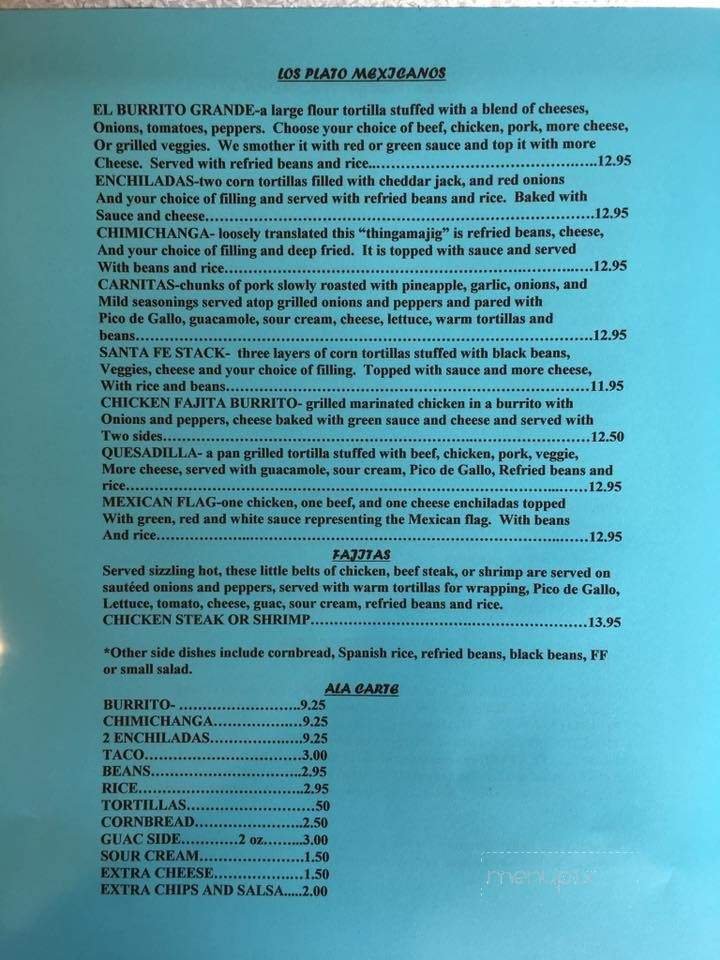 LOS PLATO MEXICANOS
EL BURRITO GRANDE-a large flour tortilla stuffed with a blend of cheeses,
Onions, tomatoes, peppers. Choose your choice of beef, chicken, pork, more cheese,
Or grilled veggies. We smother it with red or green sauce and top it with more
Cheese. Served with refried beans and rice..……………………………………12.95
ENCHILADAS-two corn tortillas filled with cheddar jack, and red onions
And your choice of filling and served with refried beans and rice. Baked with
Sauce and cheese……………………………………………………………………12.95
CHIMICHANGA- loosely translated this “thingamajig” is refried beans, cheese,
And your choice of filling and deep fried. It is topped with sauce and served
With beans and rice…………………………………………………………..….…12.95
CARNITAS-chunks of pork slowly roasted with pineapple, garlic, onions, and
Mild seasonings served atop grilled onions and peppers and pared with
Pico de Gallo, guacamole, sour cream, cheese, lettuce, warm tortillas and
beans………………………………………………………………………………..12.95
SANTA FE STACK- three layers of corn tortillas stuffed with black beans,
Veggies, cheese and your choice of filling. Topped with sauce and more cheese,
With rice and beans………………………………………………………………11.95
CHICKEN FAJITA BURRITO- grilled marinated chicken in a burrito with
Onions and peppers, cheese baked with green sauce and cheese and served with
Two sides…………………………………………………………………………12.50
QUESADILLA- a pan grilled tortilla stuffed with beef, chicken, pork, veggie,
More cheese, served with guacamole, sour cream, Pico de Gallo, Refried beans and
rice…………………………………………………………………………..……12.95
MEXICAN FLAG-one chicken, one beef, and one cheese enchiladas topped
With green, red and white sauce representing the Mexican flag. With beans
And rice……………………………………………………………………..……12.95
FAJITAS
Served sizzling hot, these little belts of chicken, beef steak, or shrimp are served on
sautéed onions and peppers, served with warm tortillas for wrapping, Pico de Gallo,
Lettuce, tomato, cheese, guac, sour cream, refried beans and rice.
CHICKEN STEAK OR SHRIMP………………………………………………13.95
*Other side dishes include cornbread, Spanish rice, refried beans, black beans, FF
or small salad.
ALA CARTE
BURRITO- ……………………..9.25
CHIMICHANGA………………..9.25
2 ENCHILADAS…………………9.25
TACO……………………………..3.00
BEANS……………………………2.95
RICE………………………………2.95
TORTILLAS………………………50
CORNBREAD……………………2.50
GUAC SIDE…………2 oz.……...3.00
SOUR CREAM…………………..1.50
EXTRA CHEESE…………………1.50
EXTRA CHIPS AND SALSA.....2.00
menupix